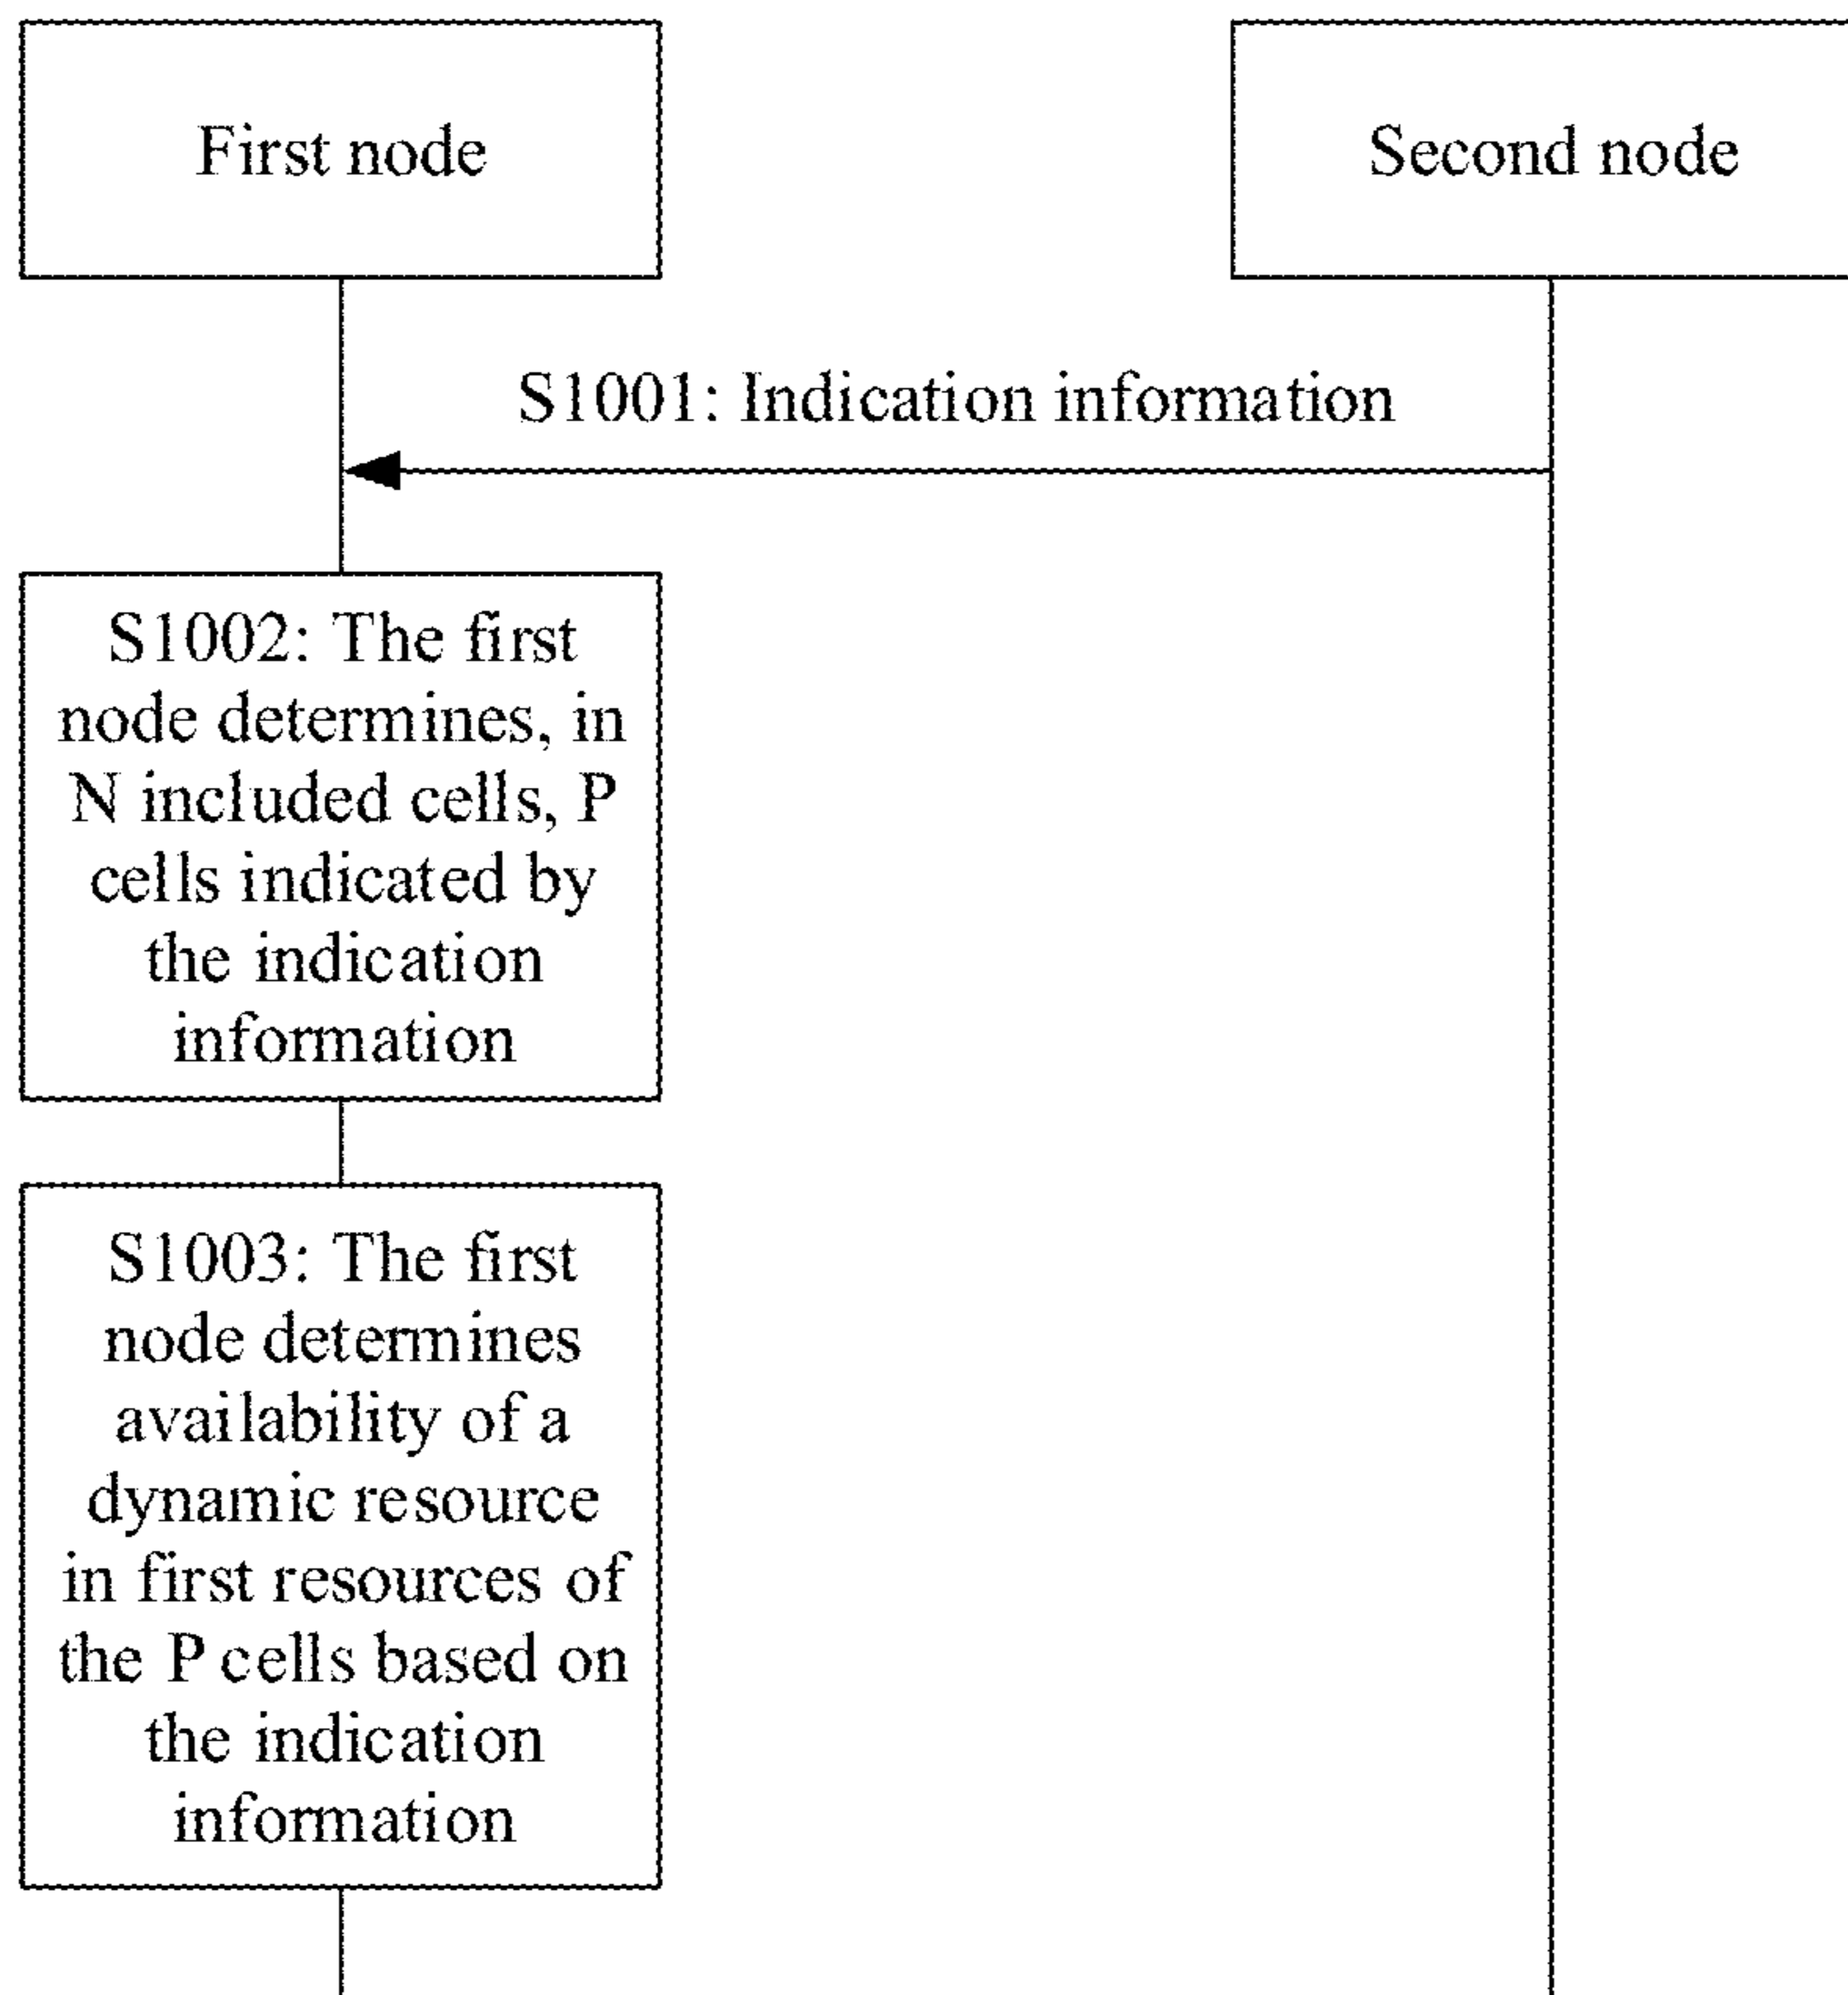 First node
Second node
S1001: Indication information
S1002: The first
node determines, in
N included cells, P
cells indicated by
the indication
information
S1003: The first
node determines
availability of a
dynamic resource
in first resources of
the P cells based on
the indication
information